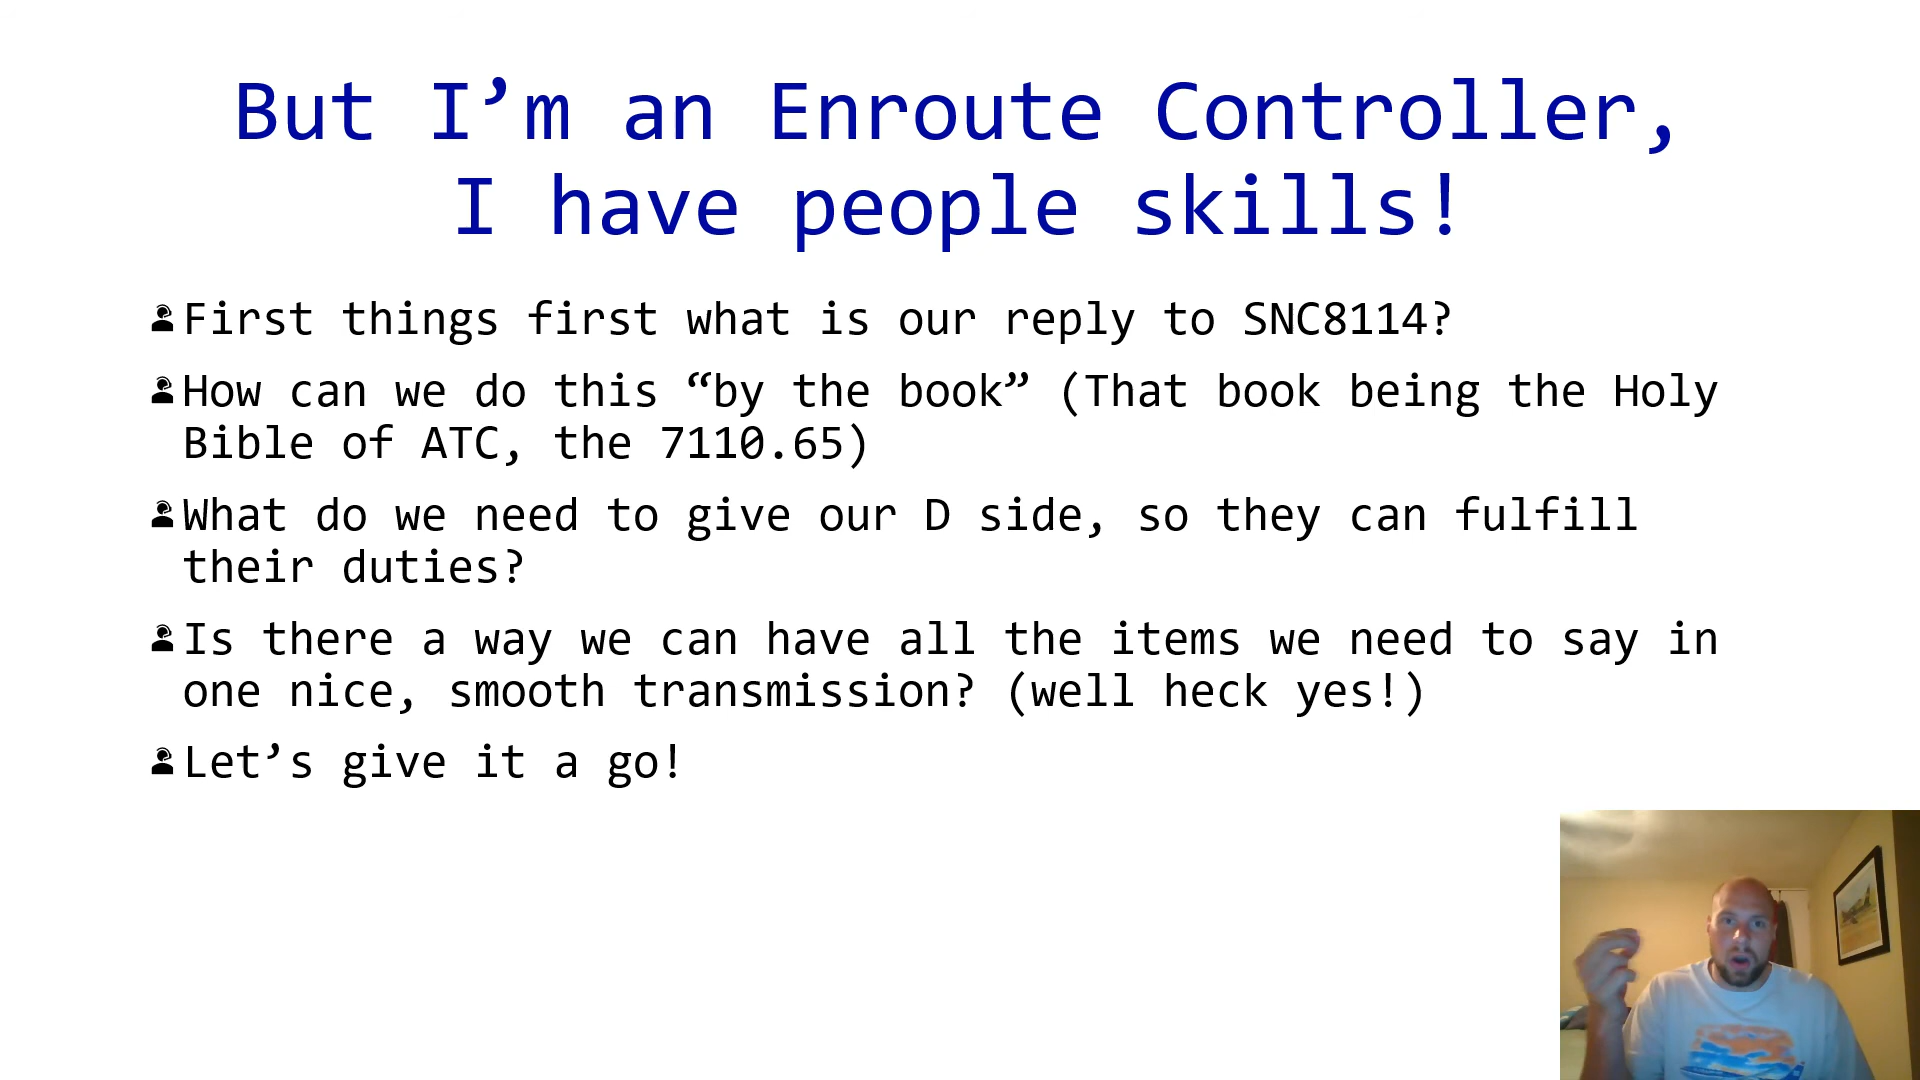 But I’m an Enroute Controller,
I have people skills!
First things first what is our reply to SNC8114?
How can we do this “by the book” (That book being the Holy
Bible of ATC, the 7110.65)
What do we need to give our D side, so they can fulfill
their duties?
Is there a way we can have all the items we need to say in
one nice, smooth transmission? (well heck yes!)
Let’s give it a go!